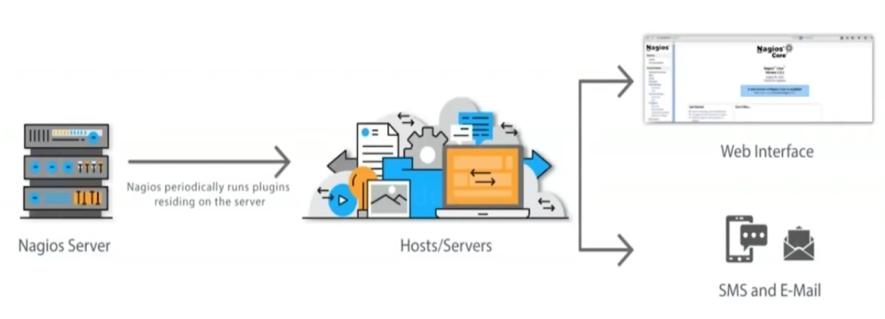 Nagios Server
Nagios periodically runs plugins
residing on the server
Hosts/Servers
Nagios
Nagios
Core
Web Interface
SMS and E-Mail